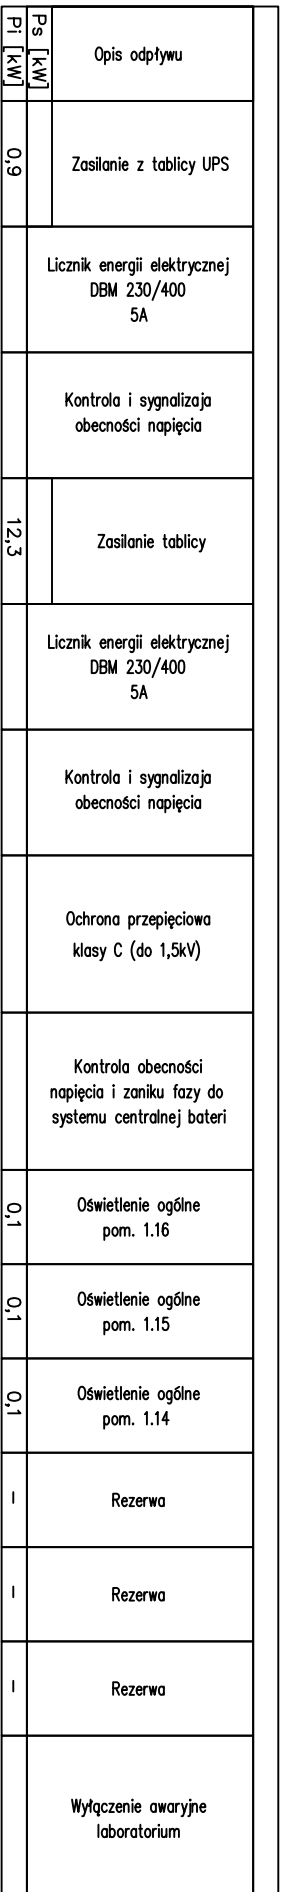 Opis odpływu
Ps [kW]
Pi [kW]
Zasilanie z tablicy UPS
0,9
Licznik energii elektrycznej
DBM 230/400
5A
Kontrola i sygnalizaja
obecności napięcia
Zasilanie tablicy
12,3
Licznik energii elektrycznej
DBM 230/400
5A
Kontrola i sygnalizaja
obecności napięcia
Ochrona przepięciowa
klasy C (do 1,5kV)
Kontrola obecności
napięcia i zaniku fazy do
systemu centralnej bateri
Oświetlenie ogólne
pom. 1.16
0,1
Oświetlenie ogólne
pom. 1.15
0,1
Oświetlenie ogólne
pom. 1.14
0,1
Rezerwa
-
Rezerwa
-
Rezerwa
-
Wyłączenie awaryjne
laboratorium